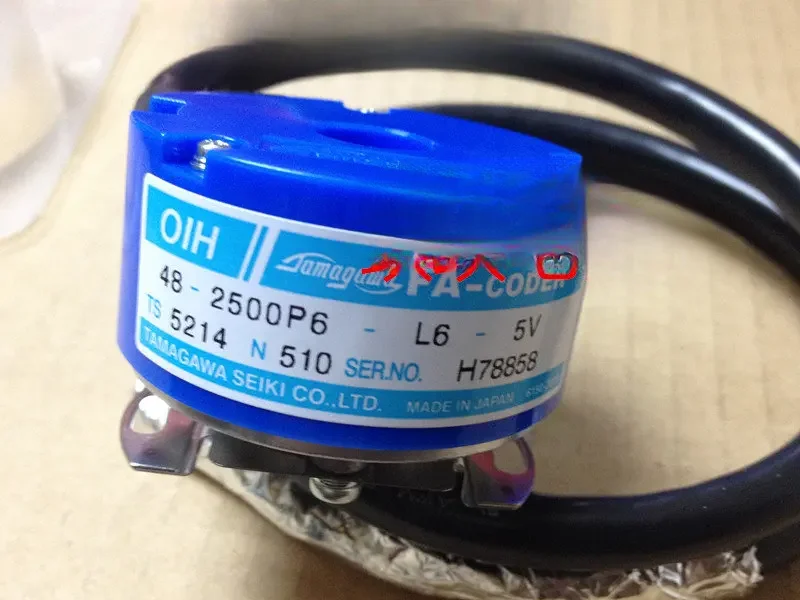 OIH Tamagawa FA-CODER
48 - 2500P6 - L6 - 5V
TS 5214 N 510 SER.NO. H78858
TAMAGAWA SEIKI CO.,LTD. MADE IN JAPAN